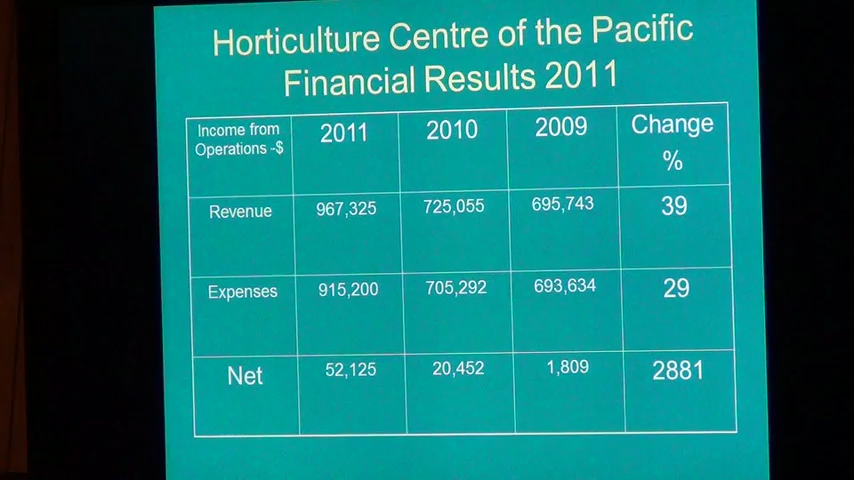 Horticulture Centre of the Pacific
Financial Results 2011
Income from
Operations -$
2011
2010
2009
Change
%
Revenue
967,325
725,055
695,743
39
Expenses
915,200
705,292
693,634
29
Net
52,125
20,452
1,809
2881